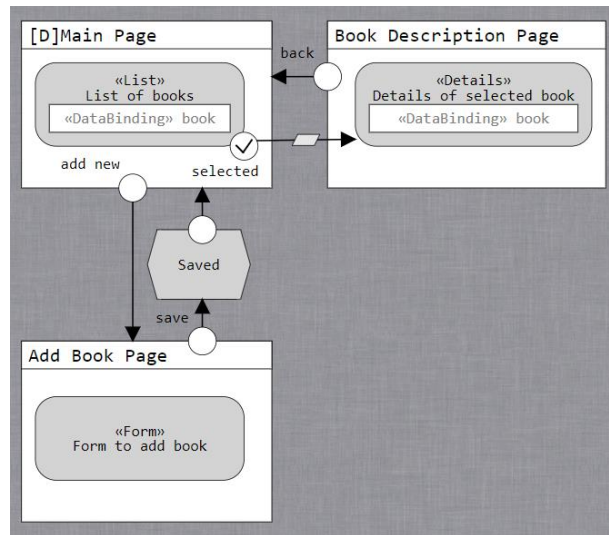 [D]Main Page
«List»
List of books
«DataBinding» book
add new
selected
back
Book Description Page
«Details»
Details of selected book
«DataBinding» book
Saved
save
Add Book Page
«Form»
Form to add book